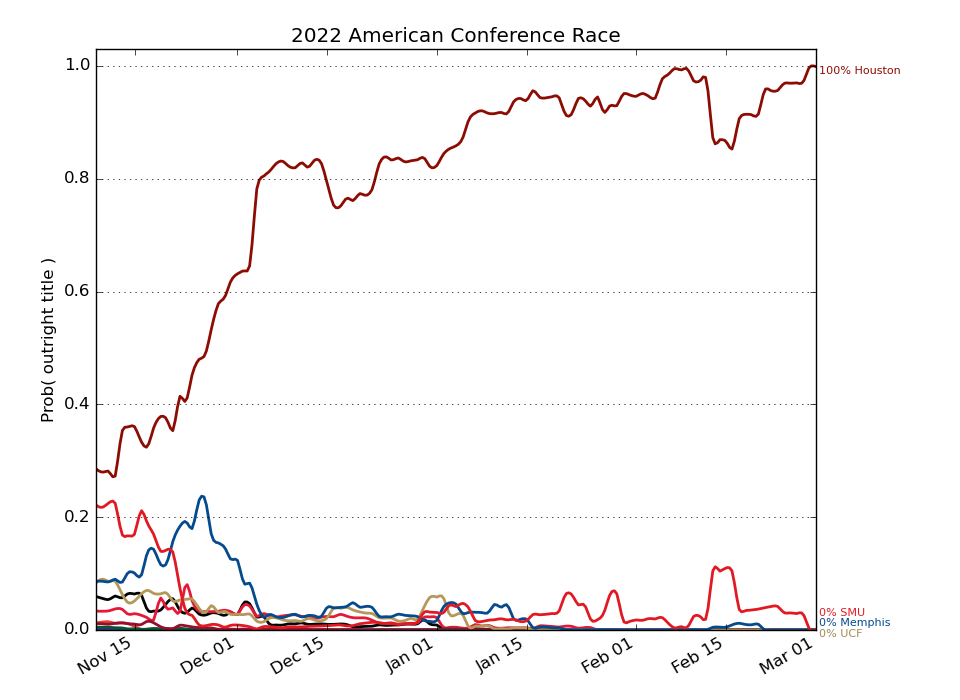 2022 American Conference Race
Prob( outright title )
1.0
0.8
0.6
0.4
0.2
0.0
Nov 15
Dec 01
Dec 15
Jan 01
Jan 15
Feb 01
Feb 15
Mar 01
100% Houston
0% SMU
0% Memphis
0% UCF